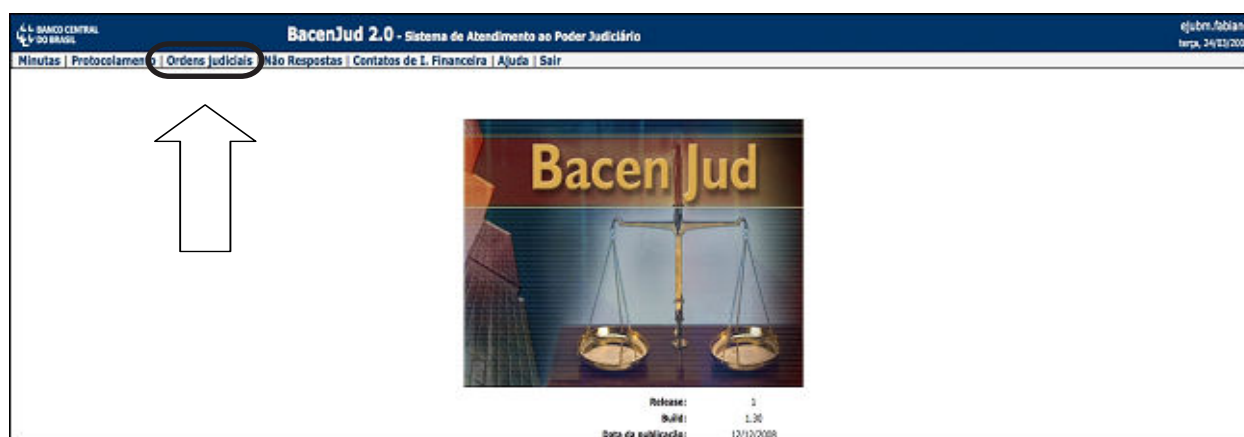 BANCO CENTRAL
DO BRASIL
BacenJud 2.0 - Sistema de Atendimento ao Poder Judiciário
ejubm.fabian
terça, 24/03/200
Minutas | Protocolamento | Ordens judiciais | Não Respostas | Contatos de I. Financeira | Ajuda | Sair
Bacen Jud
Release: 1
Build: 1.30
Data da publicação: 12/12/2008